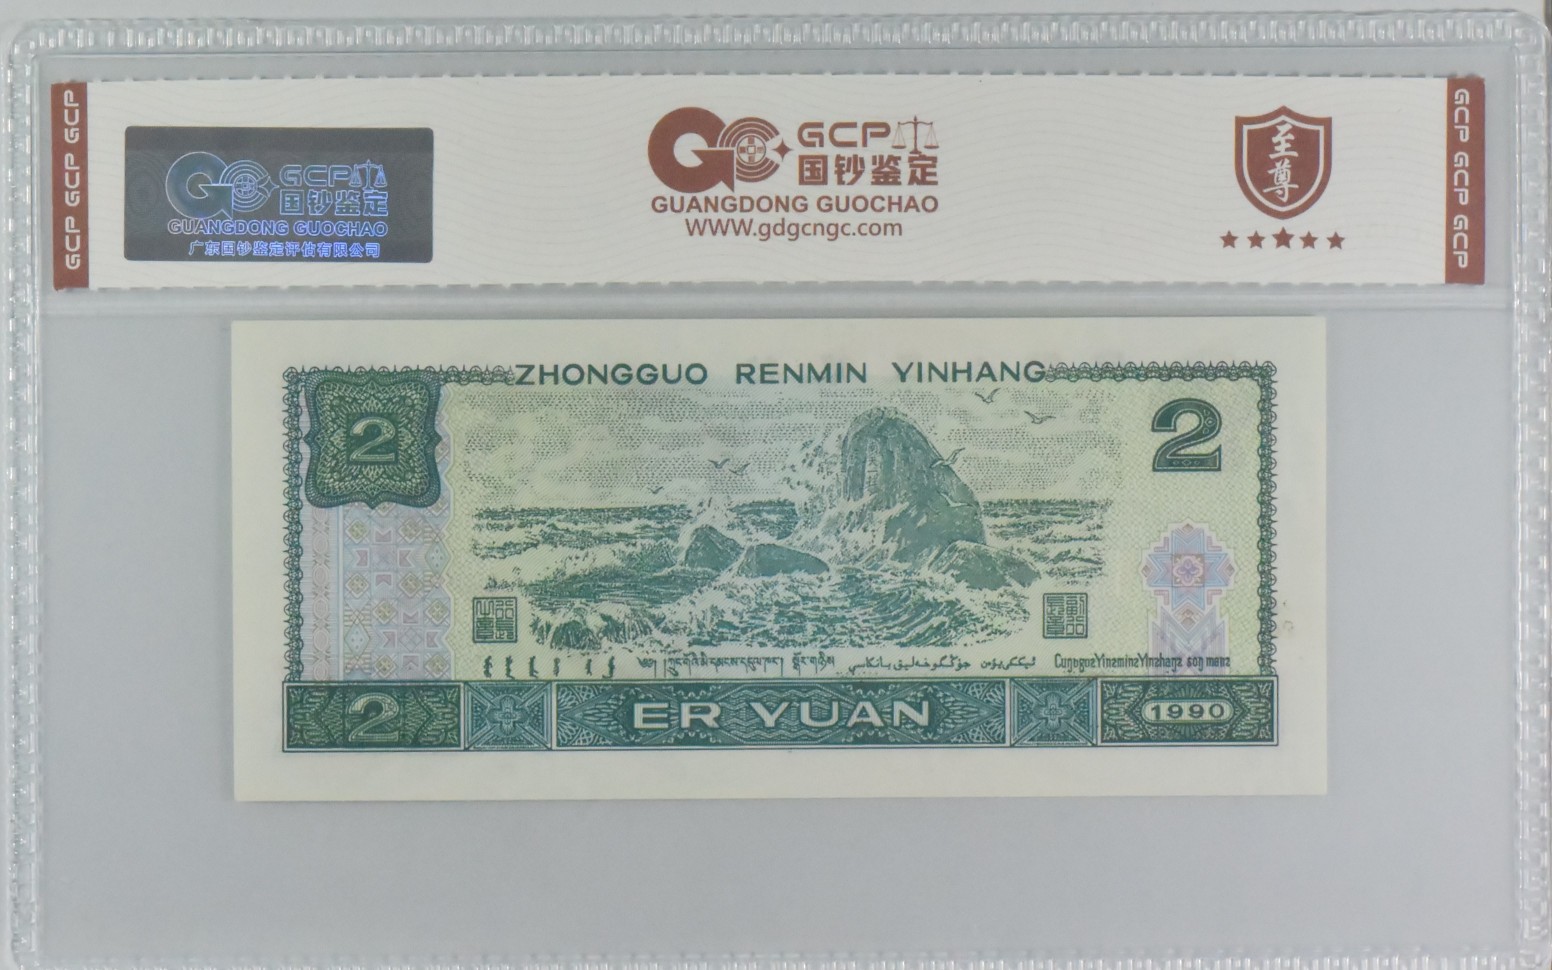 GCP GCP GCP
GCP
国钞鉴定
GUANGDONG GUOCHAO
广东国钞鉴定评估有限公司
GCP
国钞鉴定
GUANGDONG GUOCHAO
WWW.gdgcngc.com
至尊
GCP GCP GCP
ZHONGGUO RENMIN YINHANG
2
2
2
ER YUAN
1990